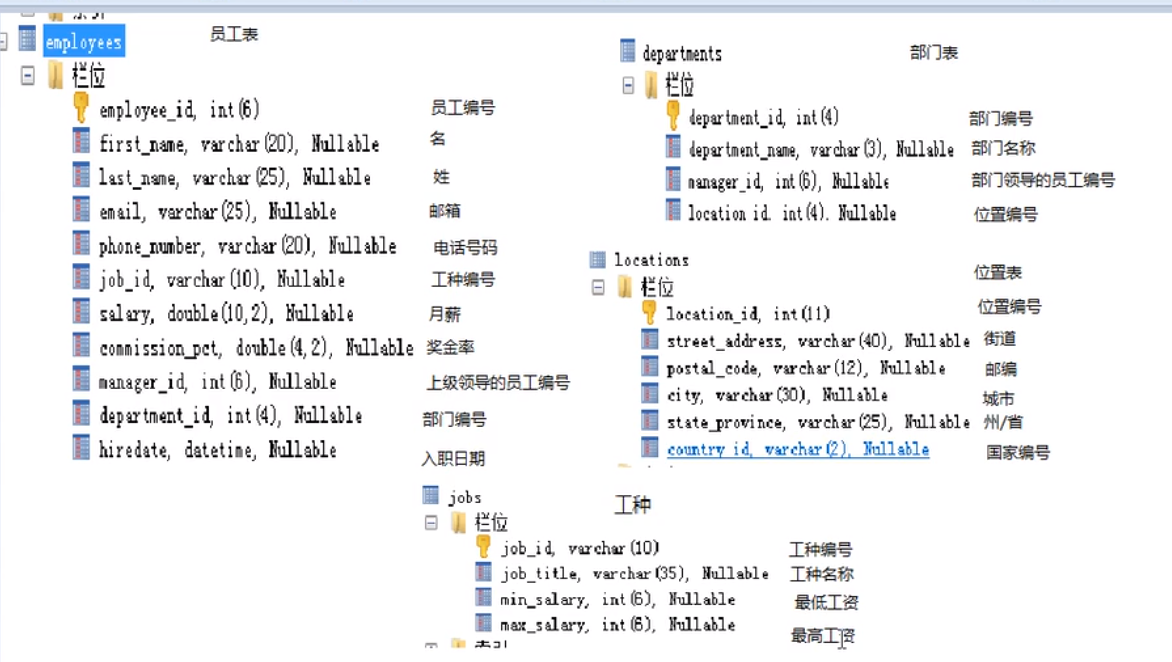 employees 员工表
栏位
employee_id, int(6) 员工编号
first_name, varchar(20), Nullable 名
last_name, varchar(25), Nullable 姓
email, varchar(25), Nullable 邮箱
phone_number, varchar(20), Nullable 电话号码
job_id, varchar(10), Nullable 工种编号
salary, double(10,2), Nullable 月薪
commission_pct, double(4,2), Nullable 奖金率
manager_id, int(6), Nullable 上级领导的员工编号
department_id, int(4), Nullable 部门编号
hiredate, datetime, Nullable 入职日期
departments 部门表
栏位
department_id, int(4) 部门编号
department_name, varchar(3), Nullable 部门名称
manager_id, int(6), Nullable 部门领导的员工编号
location_id, int(4), Nullable 位置编号
locations 位置表
栏位
location_id, int(11) 位置编号
street_address, varchar(40), Nullable 街道
postal_code, varchar(12), Nullable 邮编
city, varchar(30), Nullable 城市
state_province, varchar(25), Nullable 州/省
country_id, varchar(2), Nullable 国家编号
jobs 工种
栏位
job_id, varchar(10) 工种编号
job_title, varchar(35), Nullable 工种名称
min_salary, int(6), Nullable 最低工资
max_salary, int(6), Nullable 最高工资